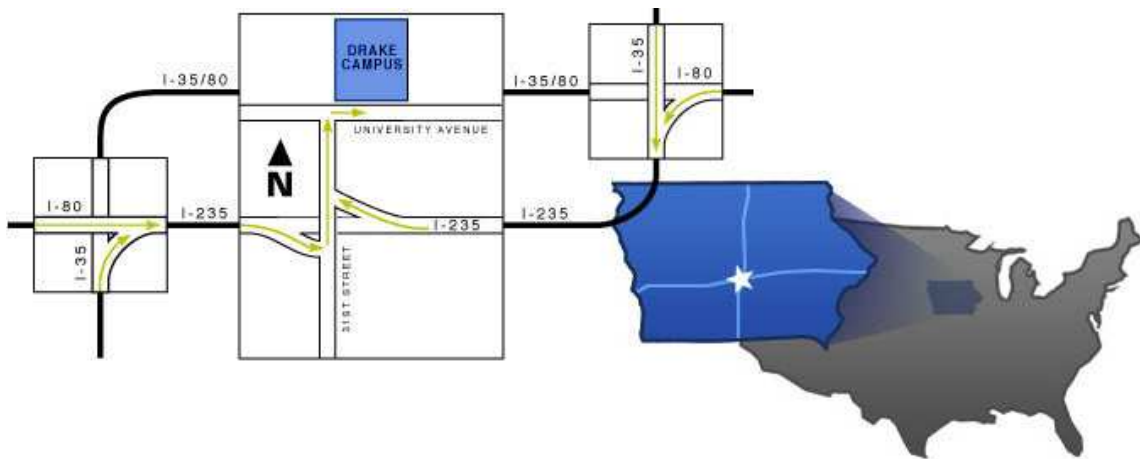 DRAKE
CAMPUS
I-35/80
I-35/80
I-35
I-80
UNIVERSITY AVENUE
N
I-80
I-235
I-235
I-235
I-35
31ST STREET